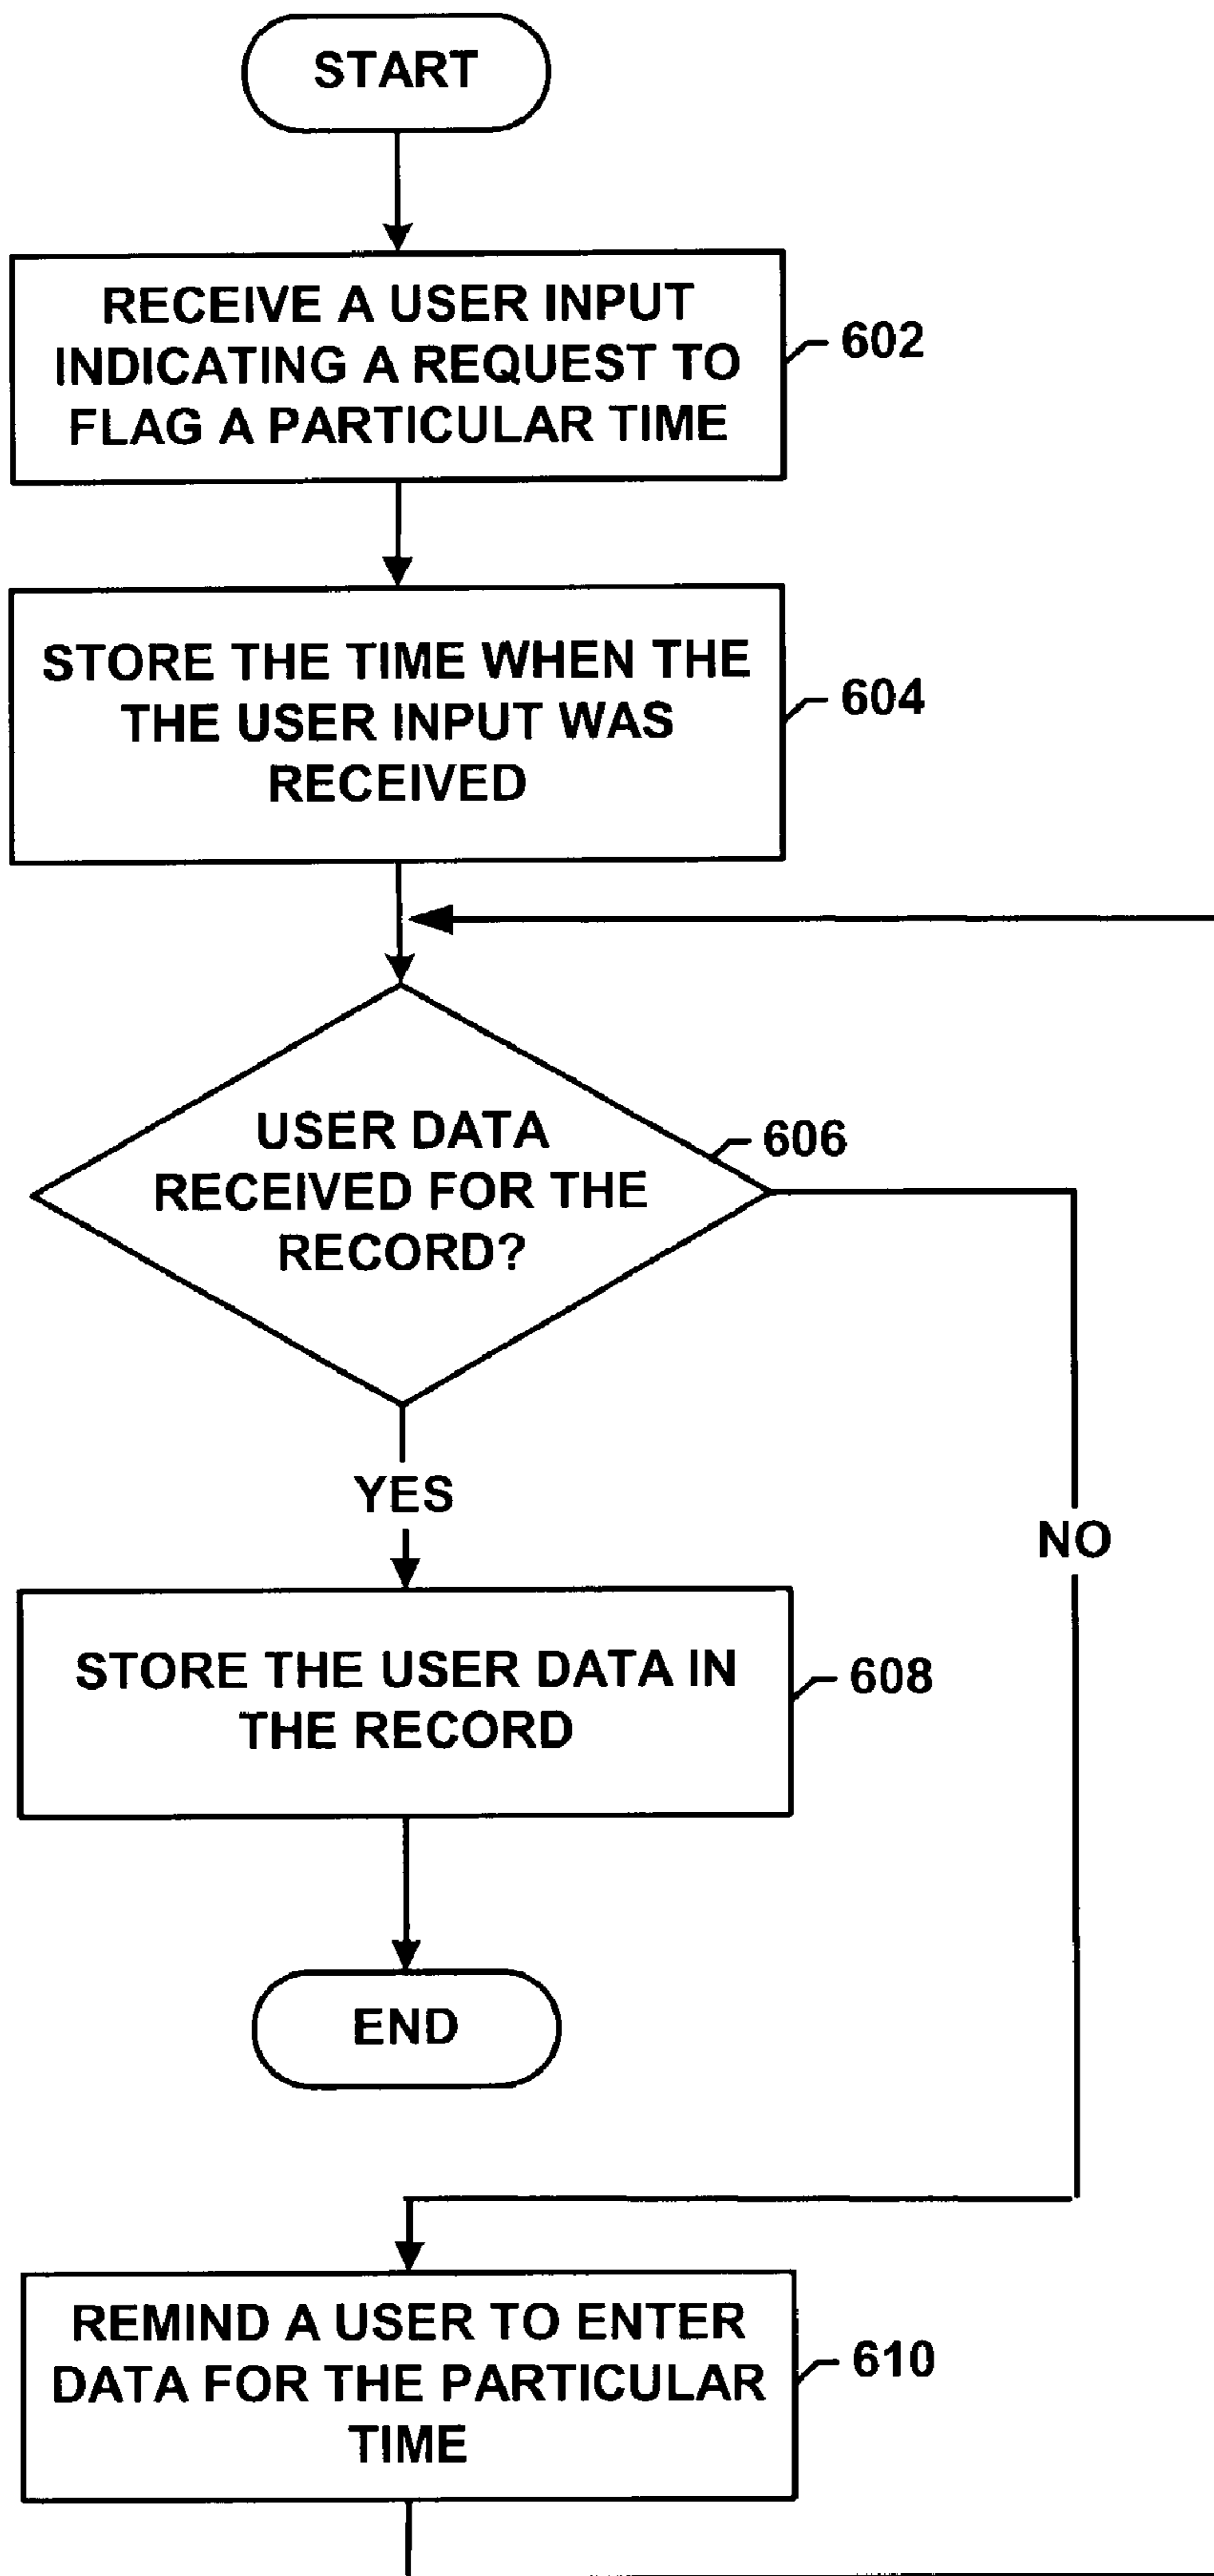 START
RECEIVE A USER INPUT
INDICATING A REQUEST TO
FLAG A PARTICULAR TIME
602
STORE THE TIME WHEN THE
THE USER INPUT WAS
RECEIVED
604
USER DATA
RECEIVED FOR THE
RECORD?
606
YES
NO
STORE THE USER DATA IN
THE RECORD
608
END
REMIND A USER TO ENTER
DATA FOR THE PARTICULAR
TIME
610